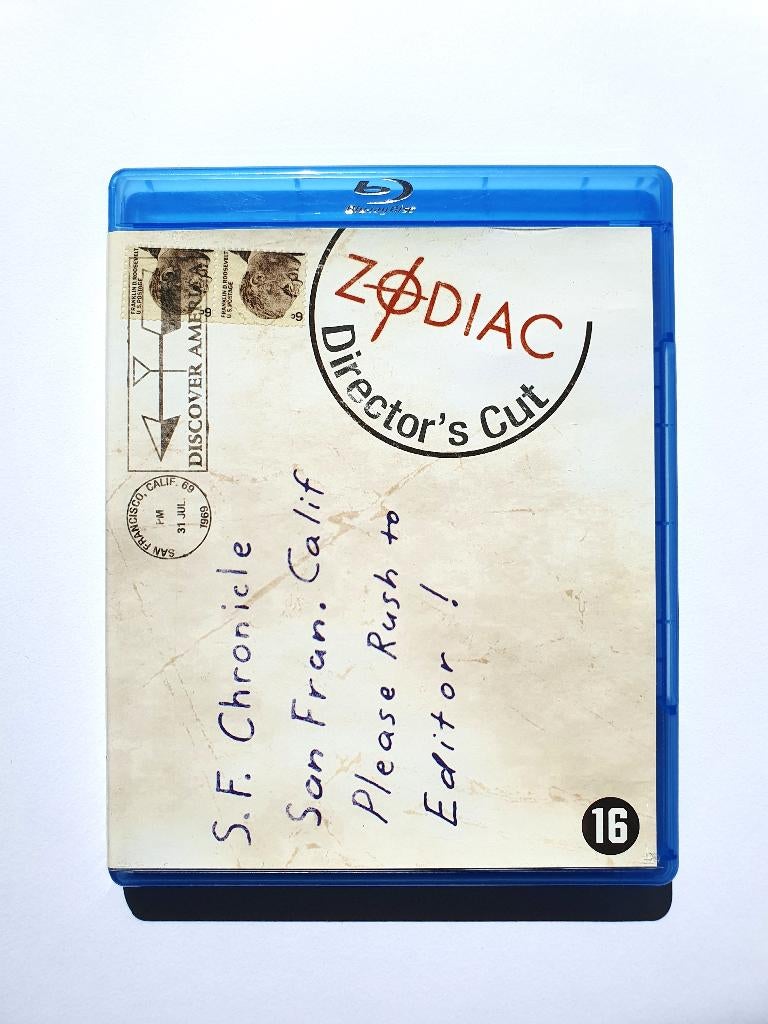 Blu-ray Disc
FRANKLIN D. ROOSEVELT
U.S. POSTAGE
6¢
FRANKLIN D. ROOSEVELT
U.S. POSTAGE
6¢
DISCOVER AMERICA
SAN FRANCISCO, CALIF. 69
PM
31 JUL
1969
ZODIAC
Director's Cut
S.F. Chronicle
San Fran. Calif
Please Rush to
Editor !
16